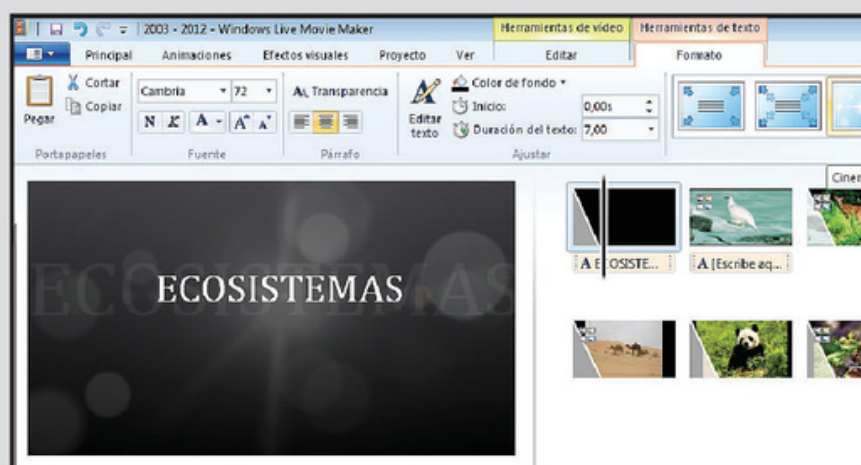 2003 - 2012 - Windows Live Movie Maker
Herramientas de vídeo
Herramientas de texto
Principal
Animaciones
Efectos visuales
Proyecto
Ver
Editar
Formato
Pegar
Cortar
Copiar
Portapapeles
Cambria
72
N K A A A
Fuente
Transparencia
Párrafo
Editar texto
Color de fondo
Inicio: 0,00s
Duración del texto: 7,00
Ajustar
ECOSISTEMAS
ECOSISTEMAS
A ECOSISTE...
A [Escribe aq...